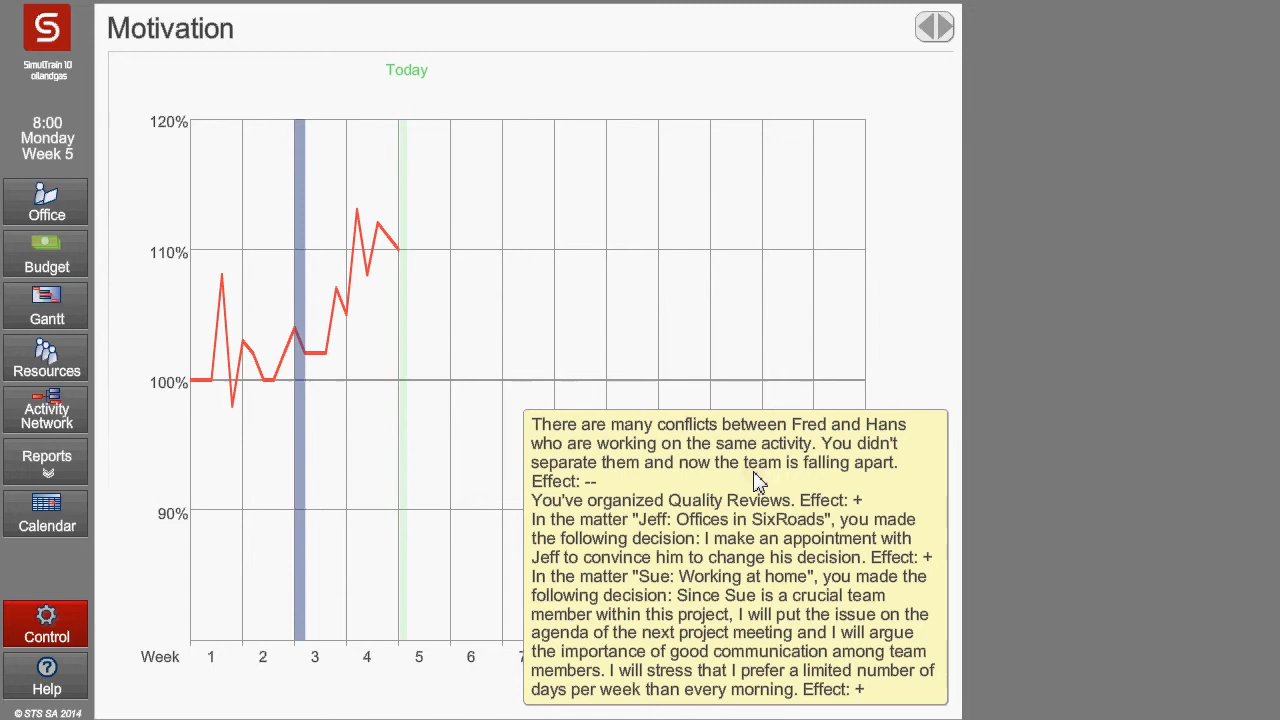 S
SimulTrain 10
oilandgas
8:00
Monday
Week 5
Office
Budget
Gantt
Resources
Activity
Network
Reports
Calendar
Control
Help
© STS SA 2014
Motivation
Today
120%
110%
100%
90%
Week 1 2 3 4 5 6
There are many conflicts between Fred and Hans
who are working on the same activity. You didn't
separate them and now the team is falling apart.
Effect: --
You've organized Quality Reviews. Effect: +
In the matter "Jeff: Offices in SixRoads", you made
the following decision: I make an appointment with
Jeff to convince him to change his decision. Effect: +
In the matter "Sue: Working at home", you made the
following decision: Since Sue is a crucial team
member within this project, I will put the issue on the
agenda of the next project meeting and I will argue
the importance of good communication among team
members. I will stress that I prefer a limited number of
days per week than every morning. Effect: +